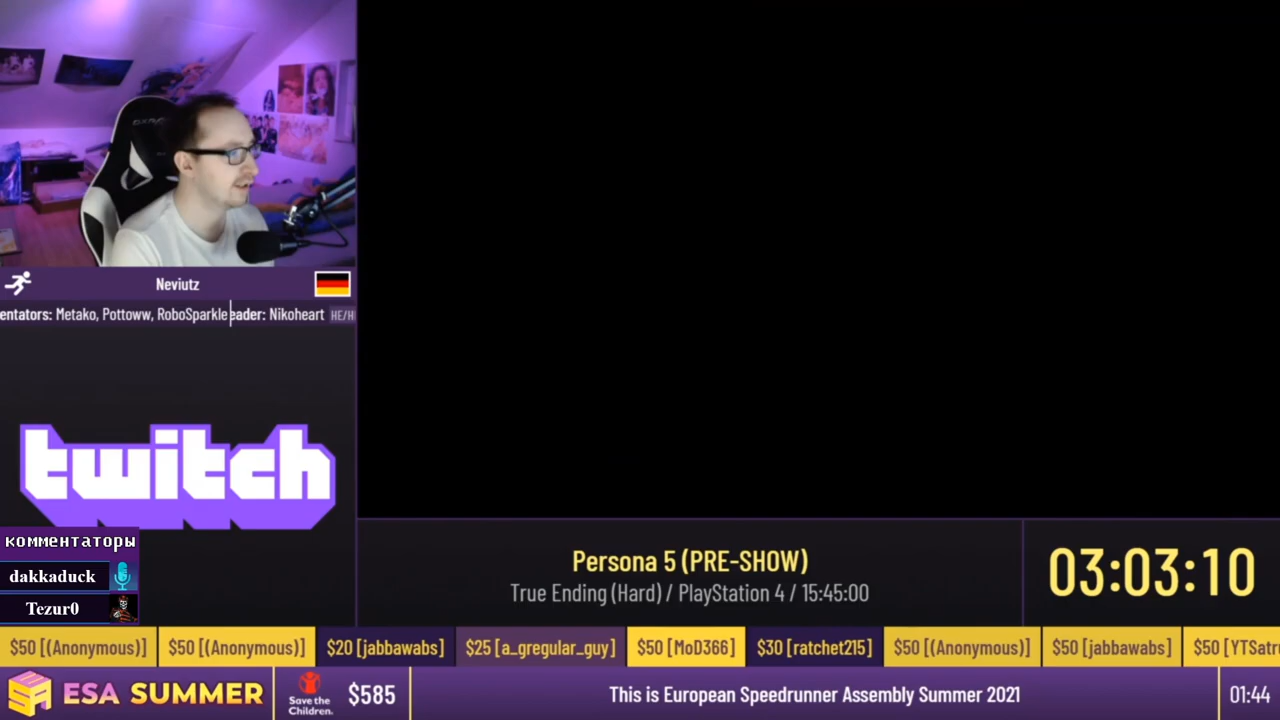 Neviutz
entators: Metako, Pottoww, RoboSparkle
eader: Nikoheart HE/H
twitch
комментаторы
dakkaduck
Tezur0
Persona 5 (PRE-SHOW)
True Ending (Hard) / PlayStation 4 / 15:45:00
03:03:10
$50 [(Anonymous)]
$50 [(Anonymous)]
$20 [jabbawabs]
$25 [a_gregular_guy]
$50 [MoD366]
$30 [ratchet215]
$50 [(Anonymous)]
$50 [jabbawabs]
$50 [YTSatru
ESA SUMMER
Save the
Children.
$585
This is European Speedrunner Assembly Summer 2021
01:44